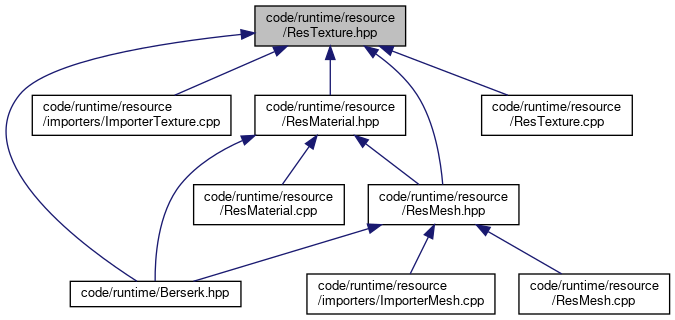 code/runtime/resource
/ResTexture.hpp
code/runtime/resource
/importers/ImporterTexture.cpp
code/runtime/resource
/ResMaterial.hpp
code/runtime/resource
/ResTexture.cpp
code/runtime/resource
/ResMaterial.cpp
code/runtime/resource
/ResMesh.hpp
code/runtime/Berserk.hpp
code/runtime/resource
/importers/ImporterMesh.cpp
code/runtime/resource
/ResMesh.cpp